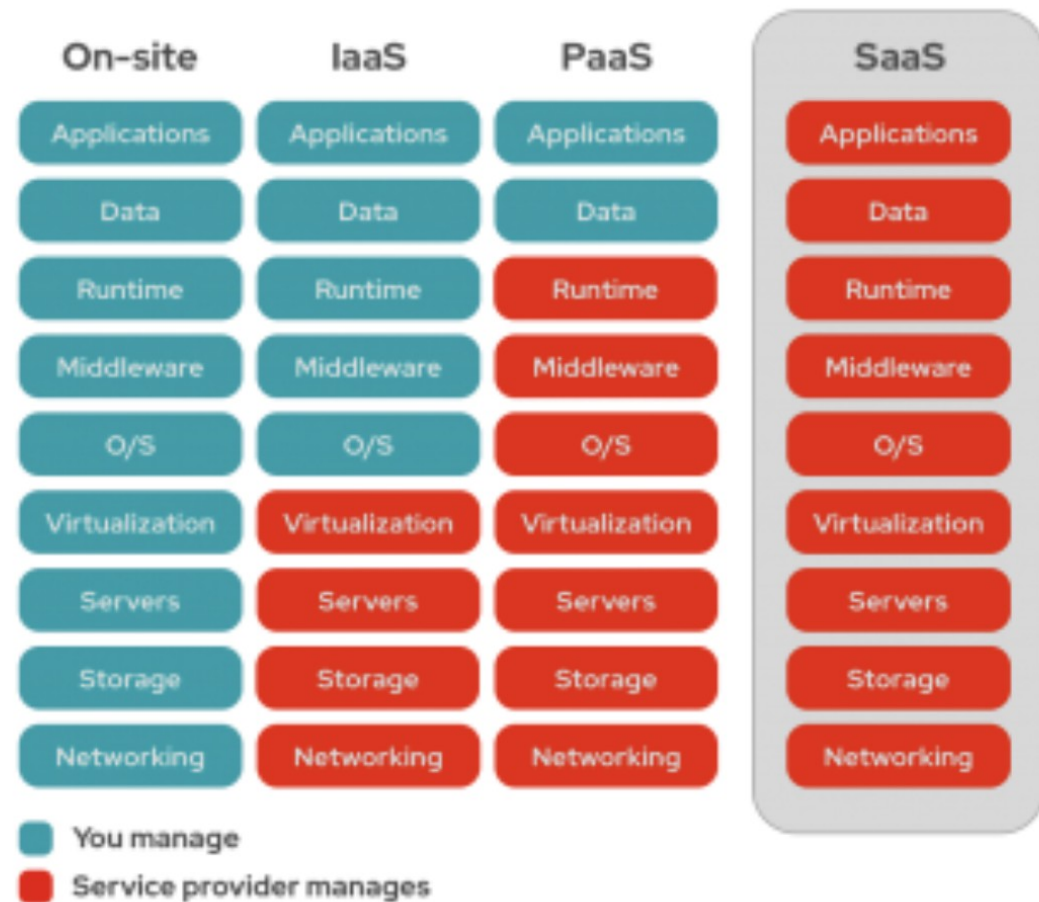 On-site IaaS PaaS SaaS
Applications Applications Applications Applications
Data Data Data Data
Runtime Runtime Runtime Runtime
Middleware Middleware Middleware Middleware
O/S O/S O/S O/S
Virtualization Virtualization Virtualization Virtualization
Servers Servers Servers Servers
Storage Storage Storage Storage
Networking Networking Networking Networking
You manage
Service provider manages